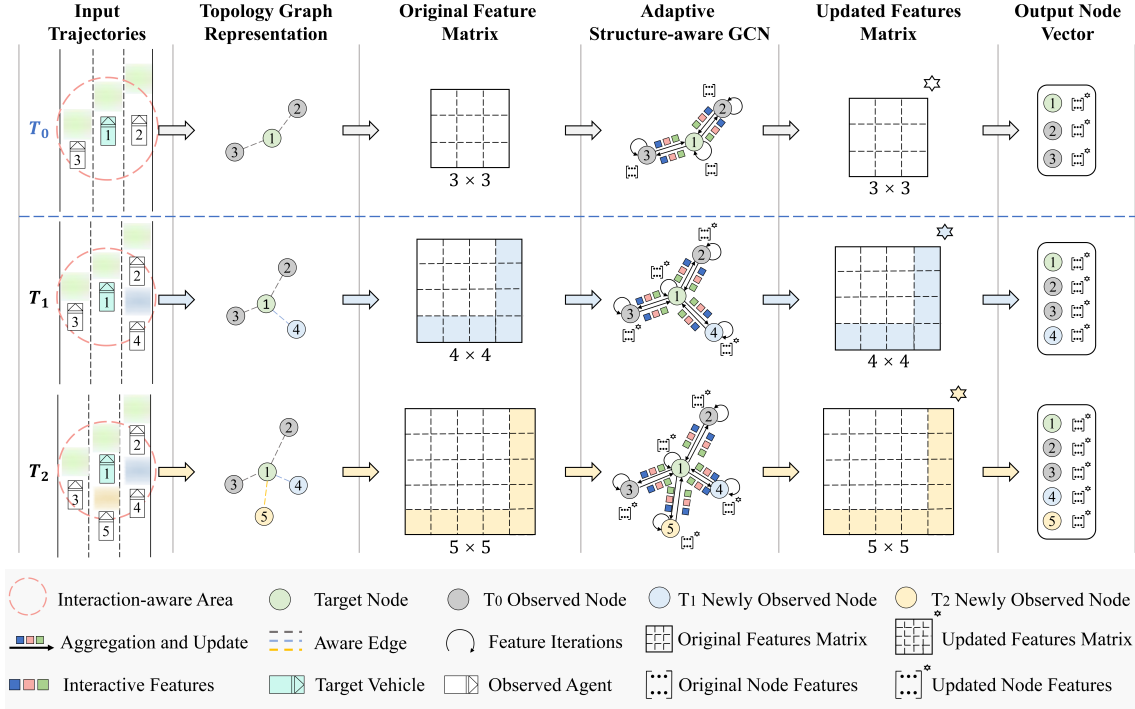 Input Trajectories
Topology Graph Representation
Original Feature Matrix
Adaptive Structure-aware GCN
Updated Features Matrix
Output Node Vector
T0
1
2
3
1
2
3
3 × 3
1
2
3
3 × 3
1
2
3
T1
1
2
3
4
1
2
3
4
4 × 4
1
2
3
4
4 × 4
1
2
3
4
T2
1
2
3
4
5
1
2
3
4
5
5 × 5
1
2
3
4
5
5 × 5
1
2
3
4
5
Interaction-aware Area
Target Node
T0 Observed Node
T1 Newly Observed Node
T2 Newly Observed Node
Aggregation and Update
Aware Edge
Feature Iterations
Original Features Matrix
Updated Features Matrix
Interactive Features
Target Vehicle
Observed Agent
Original Node Features
Updated Node Features